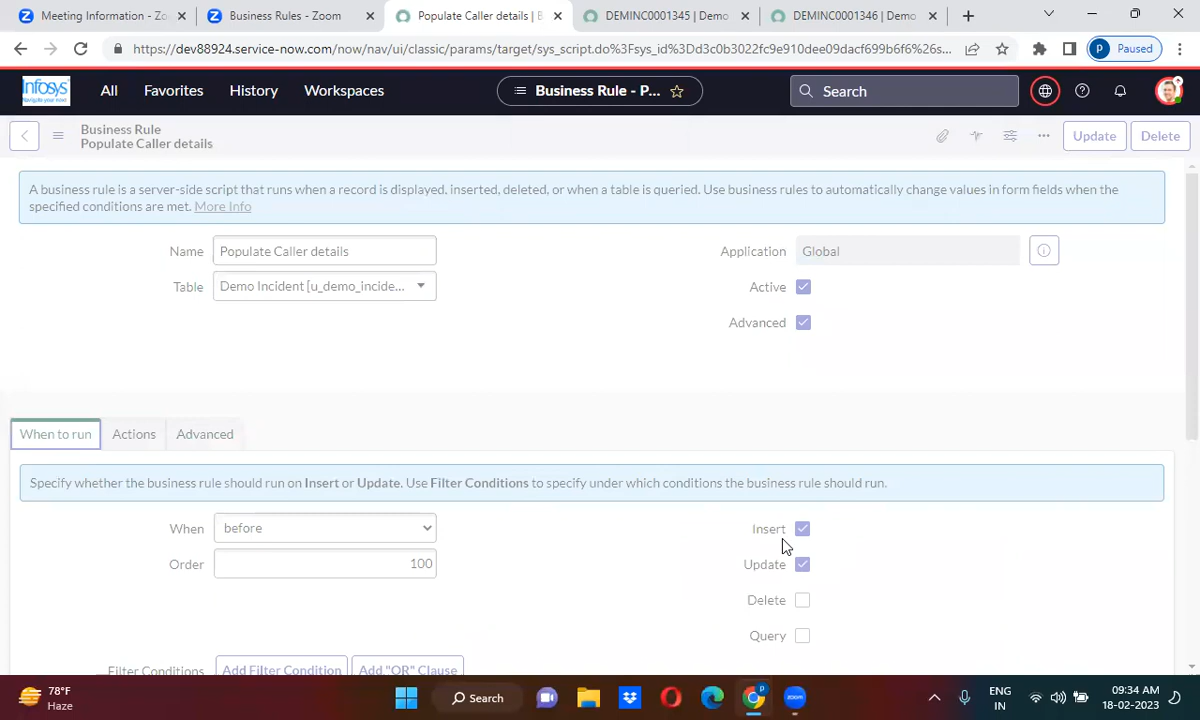 Meeting Information - Zo
Business Rules - Zoom
Populate Caller details | B
DEMINC0001345 | Demo
DEMINC0001346 | Demo
https://dev88924.service-now.com/now/nav/ui/classic/params/target/sys_script.do%3Fsys_id%3Dd3c0b3022fc9e910dee09dacf699b6f6%26s...
P Paused
Infosys
Navigate your next
All
Favorites
History
Workspaces
Business Rule - P...
Search
Business Rule
Populate Caller details
Update
Delete
A business rule is a server-side script that runs when a record is displayed, inserted, deleted, or when a table is queried. Use business rules to automatically change values in form fields when the
specified conditions are met. More Info
Name
Populate Caller details
Application
Global
Table
Demo Incident [u_demo_incide...
Active
Advanced
When to run
Actions
Advanced
Specify whether the business rule should run on Insert or Update. Use Filter Conditions to specify under which conditions the business rule should run.
When
before
Insert
Order
100
Update
Delete
Query
Filter Conditions
Add Filter Condition
Add "OR" Clause
78°F
Haze
Search
P
zoom
ENG
IN
09:34 AM
18-02-2023